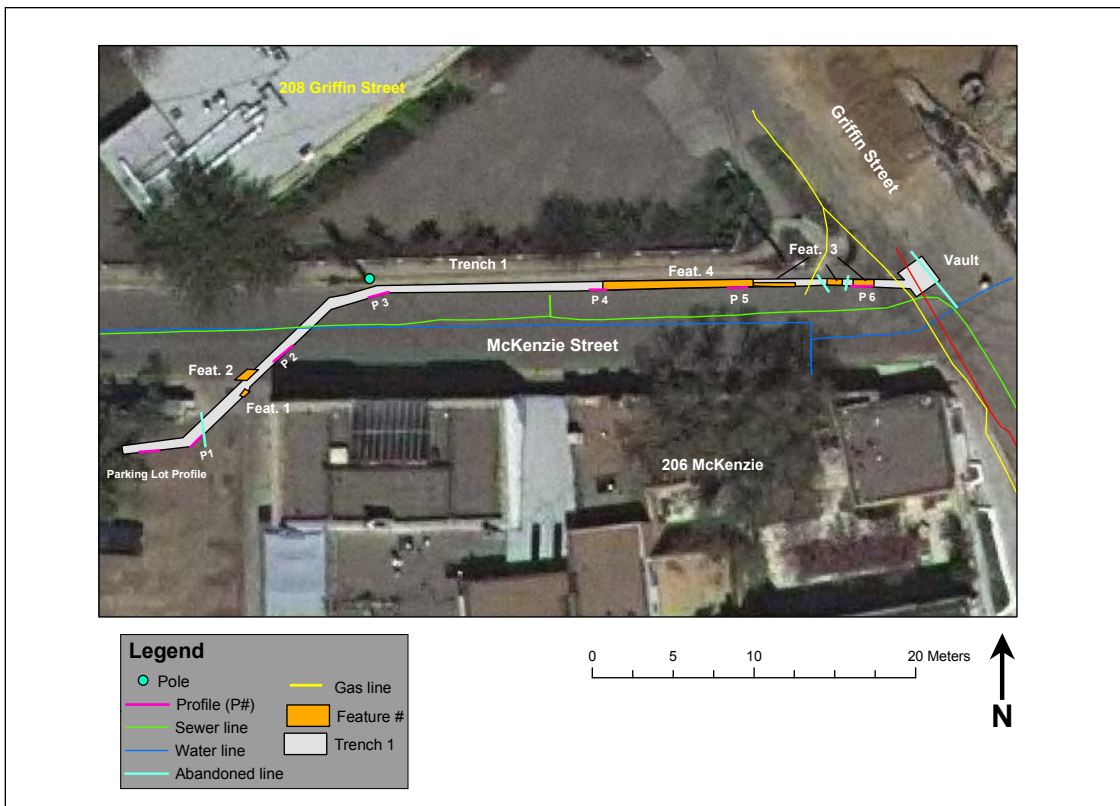 208 Griffin Street
Griffin Street
Feat. 3
Vault
Trench 1
Feat. 4
P 3
P 4
P 5
P 6
McKenzie Street
P 2
Feat. 2
Feat. 1
P1
206 McKenzie
Parking Lot Profile
Legend
Pole
Profile (P#)
Sewer line
Water line
Abandoned line
Gas line
Feature #
Trench 1
0 5 10 20 Meters
N